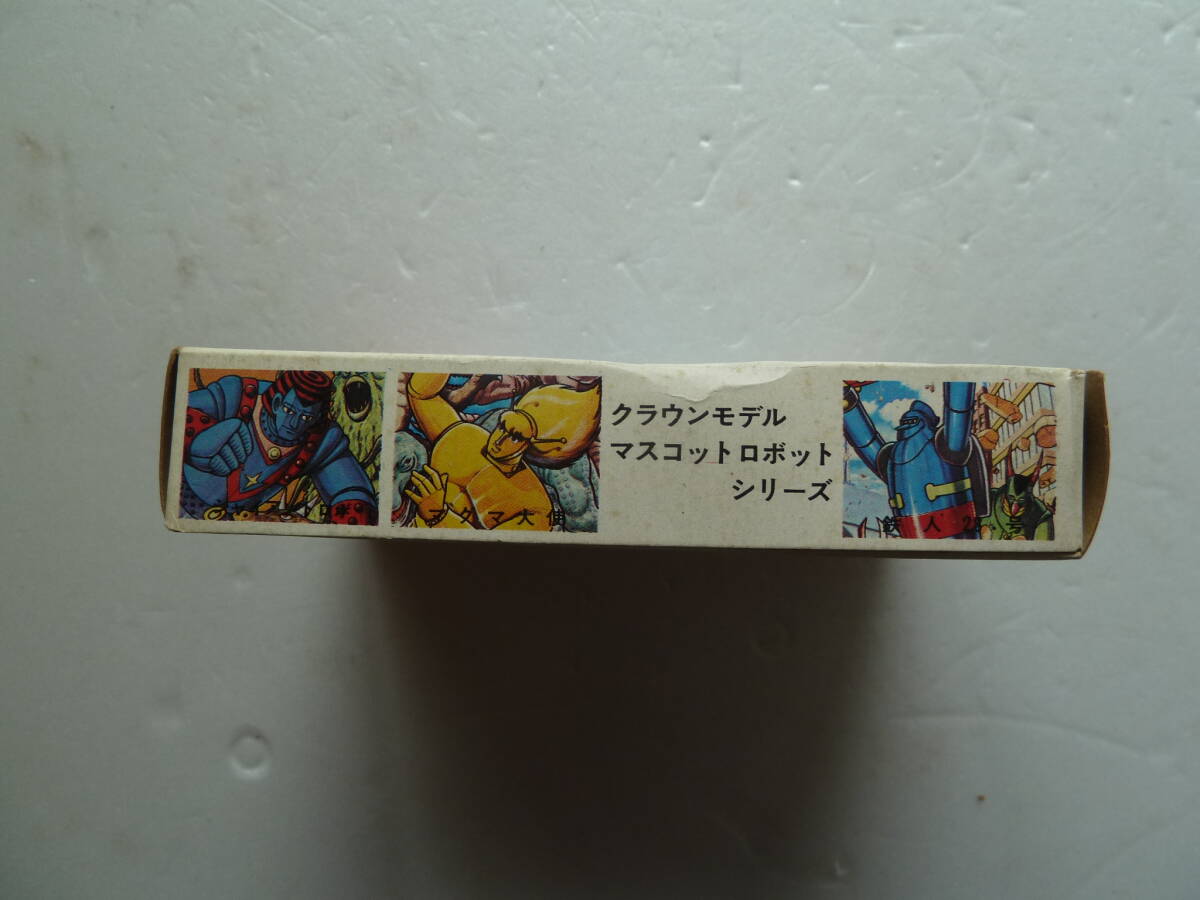 アグマ大使
クラウンモデル
マスコットロボット
シリーズ
鉄人28号